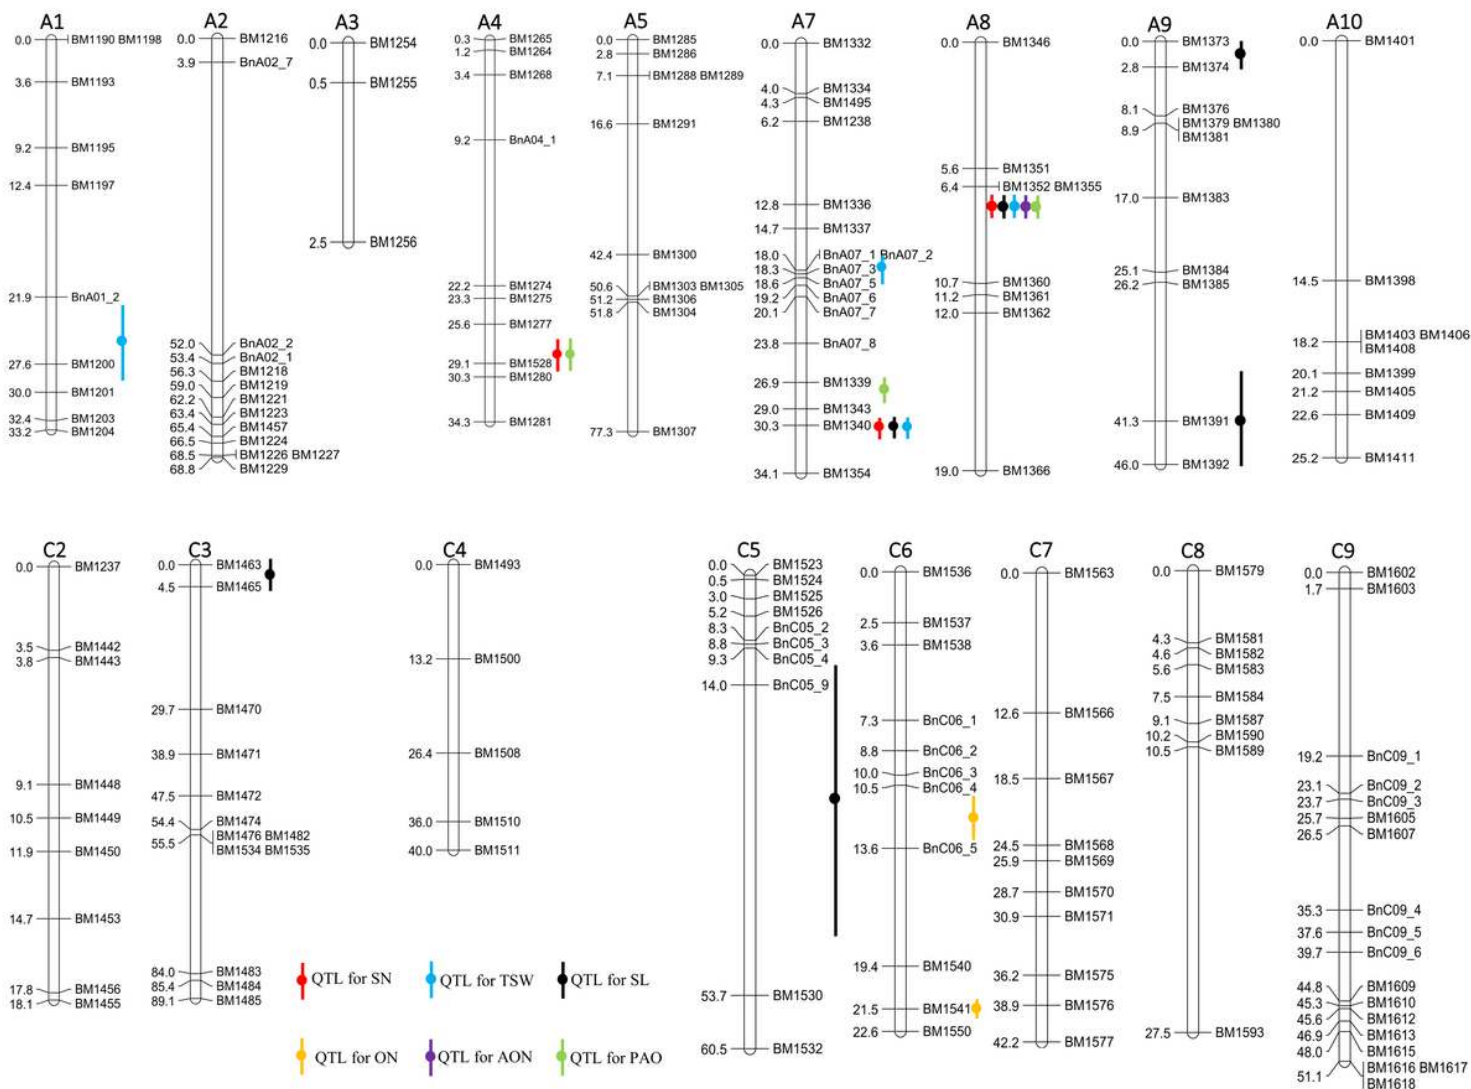 A1
0.0 BM1190 BM1198
3.6 BM1193
9.2 BM1195
12.4 BM1197
21.9 BnA01_2
27.6 BM1200
30.0 BM1201
32.4 BM1203
33.2 BM1204
A2
0.0 BM1216
3.9 BnA02_7
52.0 BnA02_2
53.4 BnA02_1
56.3 BM1218
59.0 BM1219
62.2 BM1221
63.4 BM1223
65.4 BM1457
66.5 BM1224
68.5 BM1226 BM1227
68.8 BM1229
A3
0.0 BM1254
0.5 BM1255
2.5 BM1256
A4
0.3 BM1265
1.2 BM1264
3.4 BM1268
9.2 BnA04_1
22.2 BM1274
23.3 BM1275
25.6 BM1277
29.1 BM1528
30.3 BM1280
34.3 BM1281
A5
0.0 BM1285
2.8 BM1286
7.1 BM1288 BM1289
16.6 BM1291
42.4 BM1300
50.6 BM1303 BM1305
51.2 BM1306
51.8 BM1304
77.3 BM1307
A7
0.0 BM1332
4.0 BM1334
4.3 BM1495
6.2 BM1238
12.8 BM1336
14.7 BM1337
18.0 BnA07_1 BnA07_2
18.3 BnA07_3
18.6 BnA07_5
19.2 BnA07_6
20.1 BnA07_7
23.8 BnA07_8
26.9 BM1339
29.0 BM1343
30.3 BM1340
34.1 BM1354
A8
0.0 BM1346
5.6 BM1351
6.4 BM1352 BM1355
10.7 BM1360
11.2 BM1361
12.0 BM1362
19.0 BM1366
A9
0.0 BM1373
2.8 BM1374
8.1 BM1376
8.9 BM1379 BM1380
BM1381
17.0 BM1383
25.1 BM1384
26.2 BM1385
41.3 BM1391
46.0 BM1392
A10
0.0 BM1401
14.5 BM1398
18.2 BM1403 BM1406
BM1408
20.1 BM1399
21.2 BM1405
22.6 BM1409
25.2 BM1411
C2
0.0 BM1237
3.5 BM1442
3.8 BM1443
9.1 BM1448
10.5 BM1449
11.9 BM1450
14.7 BM1453
17.8 BM1456
18.1 BM1455
C3
0.0 BM1463
4.5 BM1465
29.7 BM1470
38.9 BM1471
47.5 BM1472
54.4 BM1474
55.5 BM1476 BM1482
BM1534 BM1535
84.0 BM1483
85.4 BM1484
89.1 BM1485
C4
0.0 BM1493
13.2 BM1500
26.4 BM1508
36.0 BM1510
40.0 BM1511
C5
0.0 BM1523
0.5 BM1524
3.0 BM1525
5.2 BM1526
8.3 BnC05_2
8.8 BnC05_3
9.3 BnC05_4
14.0 BnC05_9
53.7 BM1530
60.5 BM1532
C6
0.0 BM1536
2.5 BM1537
3.6 BM1538
7.3 BnC06_1
8.8 BnC06_2
10.0 BnC06_3
10.5 BnC06_4
13.6 BnC06_5
19.4 BM1540
21.5 BM1541
22.6 BM1550
C7
0.0 BM1563
12.6 BM1566
18.5 BM1567
24.5 BM1568
25.9 BM1569
28.7 BM1570
30.9 BM1571
36.2 BM1575
38.9 BM1576
42.2 BM1577
C8
0.0 BM1579
4.3 BM1581
4.6 BM1582
5.6 BM1583
7.5 BM1584
9.1 BM1587
10.2 BM1590
10.5 BM1589
27.5 BM1593
C9
0.0 BM1602
1.7 BM1603
19.2 BnC09_1
23.1 BnC09_2
23.7 BnC09_3
25.7 BM1605
26.5 BM1607
35.3 BnC09_4
37.6 BnC09_5
39.7 BnC09_6
44.8 BM1609
45.3 BM1610
45.6 BM1612
46.9 BM1613
48.0 BM1615
51.1 BM1616 BM1617
BM1618
QTL for SN QTL for TSW QTL for SL
QTL for ON QTL for AON QTL for PAO